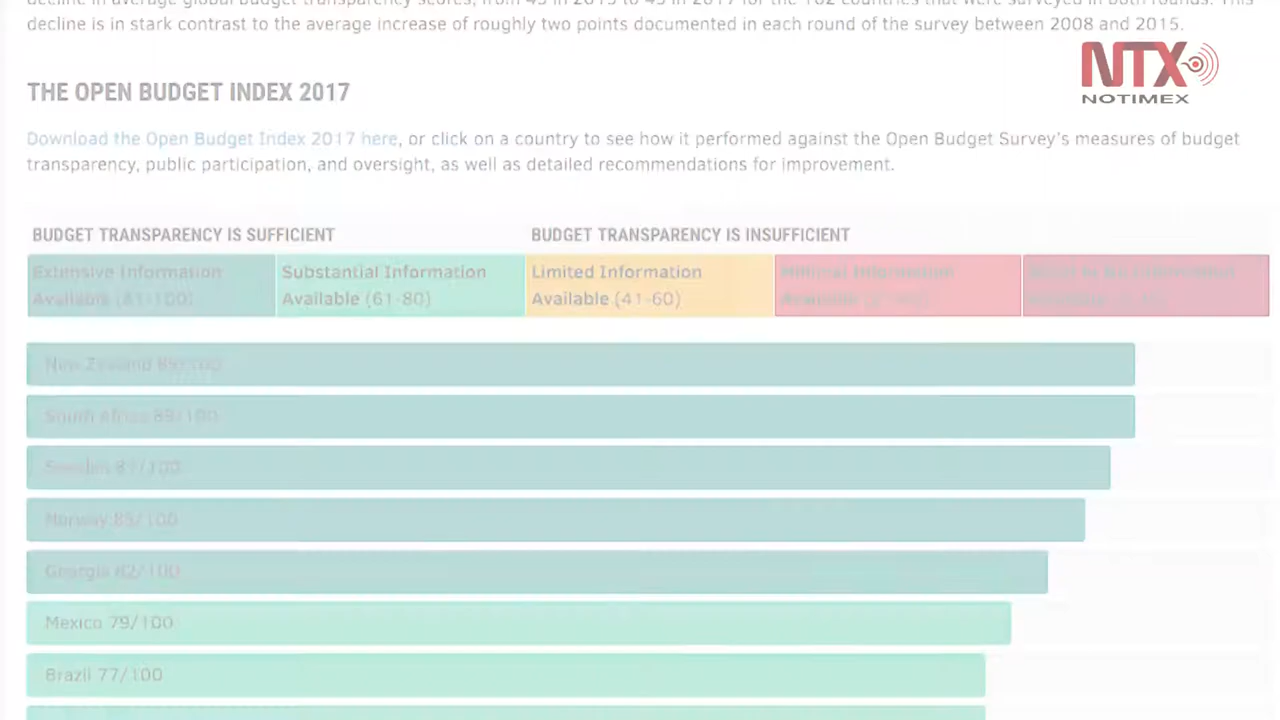 decline in average global budget transparency scores, from 45 in 2015 to 43 in 2017 for the 102 countries that were surveyed in both rounds. This
decline is in stark contrast to the average increase of roughly two points documented in each round of the survey between 2008 and 2015.
NTX
NOTIMEX
THE OPEN BUDGET INDEX 2017
Download the Open Budget Index 2017 here, or click on a country to see how it performed against the Open Budget Survey's measures of budget
transparency, public participation, and oversight, as well as detailed recommendations for improvement.
BUDGET TRANSPARENCY IS SUFFICIENT
BUDGET TRANSPARENCY IS INSUFFICIENT
Extensive Information
Available (81-100)
Substantial Information
Available (61-80)
Limited Information
Available (41-60)
Minimal Information
Available
Information
New Zealand 89/100
South Africa 89/100
Sweden 87/100
Norway 85/100
Georgia 82/100
Mexico 79/100
Brazil 77/100